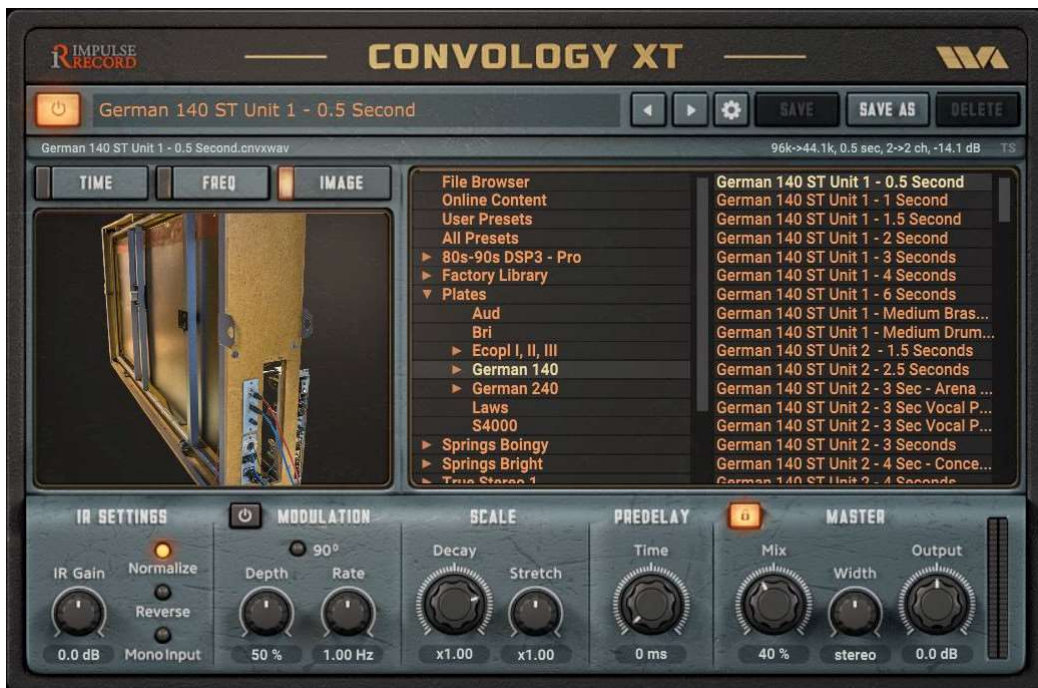 IMPULSE RECORD
CONVOLOGY XT
German 140 ST Unit 1 - 0.5 Second
SAVE
SAVE AS
DELETE
German 140 ST Unit 1 - 0.5 Second.cnvxwav
96k->44.1k, 0.5 sec, 2->2 ch, -14.1 dB
TS
TIME
FREQ
IMAGE
File Browser
Online Content
User Presets
All Presets
80s-90s DSP3 - Pro
Factory Library
Plates
Aud
Bri
Ecopl I, II, III
German 140
German 240
Laws
S4000
Springs Boingy
Springs Bright
True Stereo 1
German 140 ST Unit 1 - 0.5 Second
German 140 ST Unit 1 - 1 Second
German 140 ST Unit 1 - 1.5 Second
German 140 ST Unit 1 - 2 Second
German 140 ST Unit 1 - 3 Seconds
German 140 ST Unit 1 - 4 Seconds
German 140 ST Unit 1 - 6 Seconds
German 140 ST Unit 1 - Medium Bras...
German 140 ST Unit 1 - Medium Drum...
German 140 ST Unit 2 - 1.5 Seconds
German 140 ST Unit 2 - 2.5 Seconds
German 140 ST Unit 2 - 3 Sec - Arena ...
German 140 ST Unit 2 - 3 Sec Vocal P...
German 140 ST Unit 2 - 3 Sec Vocal P...
German 140 ST Unit 2 - 3 Seconds
German 140 ST Unit 2 - 4 Sec - Conce...
German 140 ST Unit 2 - 4 Seconds
IR SETTINGS
IR Gain
Normalize
Reverse
Mono Input
0.0 dB
MODULATION
90°
Depth
Rate
50 %
1.00 Hz
SCALE
Decay
Stretch
x1.00
x1.00
PREDELAY
Time
0 ms
MASTER
Mix
Width
Output
40 %
stereo
0.0 dB